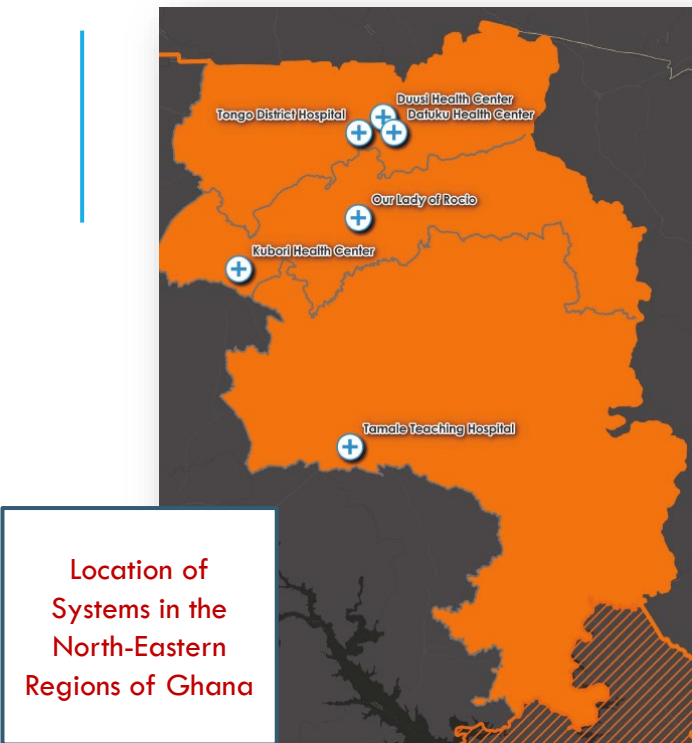 Duusi Health Center
Tongo District Hospital
Datuku Health Center
Our Lady of Rocio
Kubori Health Center
Tamale Teaching Hospital
Location of
Systems in the
North-Eastern
Regions of Ghana